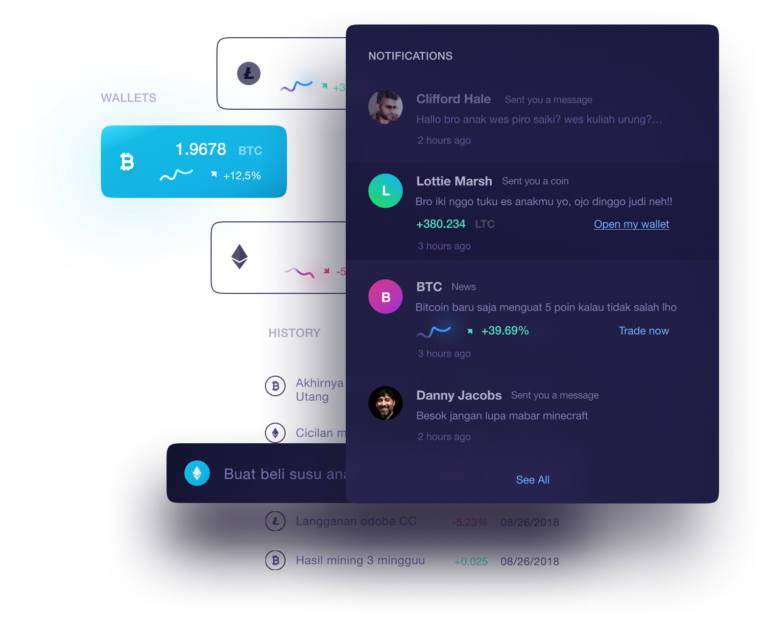 NOTIFICATIONS
Clifford Hale Sent you a message
Hallo bro anak wes piro saiki? wes kuliah urung?...
2 hours ago
L
Lottie Marsh Sent you a coin
Bro iki nggo tuku es anakmu yo, ojo dinggo judi neh!!
+380.234 LTC Open my wallet
3 hours ago
B
BTC News
Bitcoin baru saja menguat 5 poin kalau tidak salah lho
+39.69% Trade now
3 hours ago
Danny Jacobs Sent you a message
Besok jangan lupa mabar minecraft
2 hours ago
See All
WALLETS
+3
1.9678 BTC
+12,5%
-5
HISTORY
Akhirnya
Utang
Cicilan m
Buat beli susu ana
Langganan odobe CC -5.23% 08/26/2018
Hasil mining 3 mingguu +0.025 08/26/2018